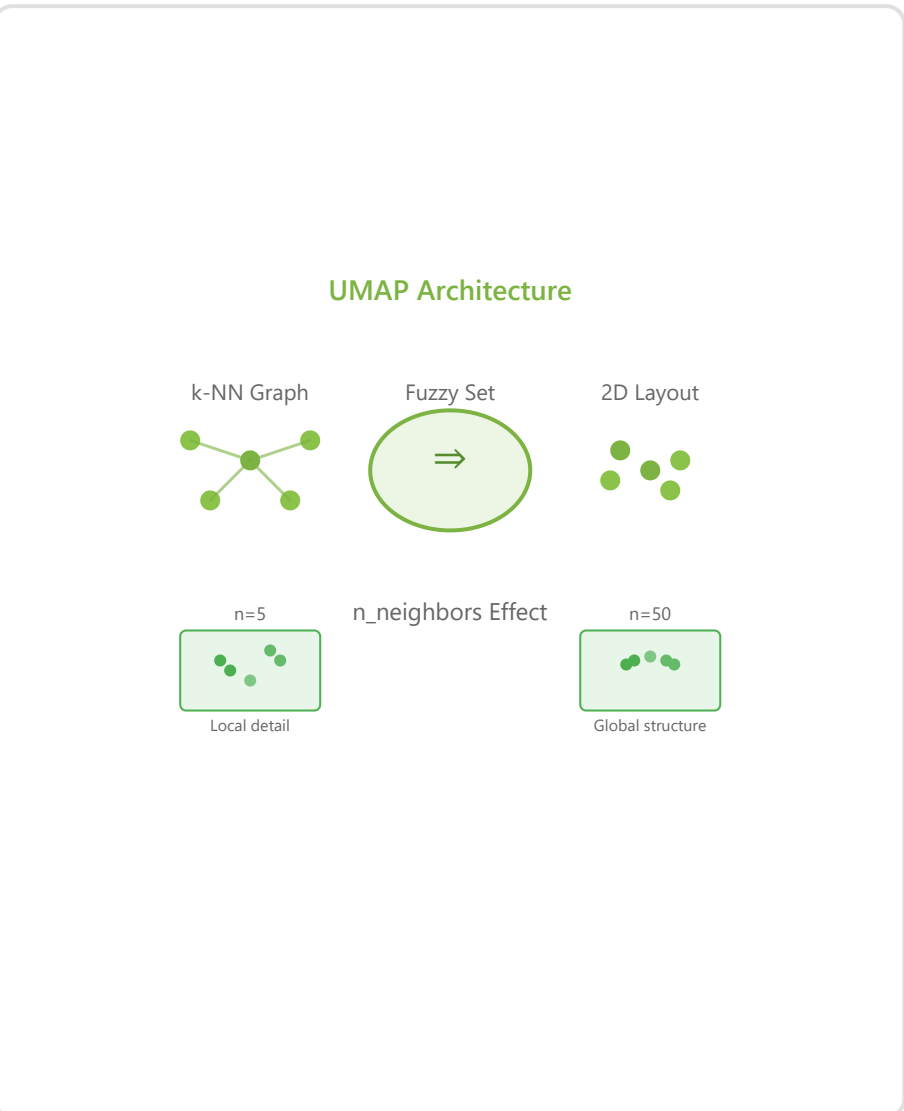 UMAP Architecture
k-NN Graph
Fuzzy Set
2D Layout
⇒
n=5
n_neighbors Effect
n=50
Local detail
Global structure